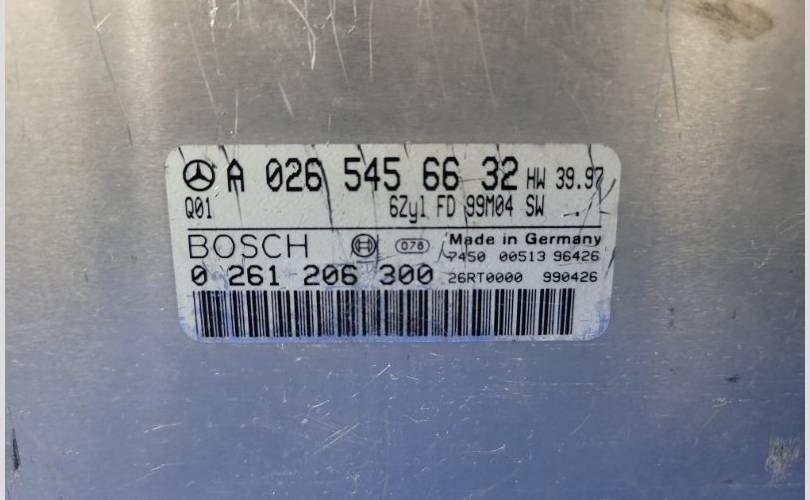 A 026 545 66 32 HW 39.97
Q01 6Zyl FD 99M04 SW
BOSCH 078 Made in Germany
7450 00513 96426
0 261 206 300 26RT0000 990426